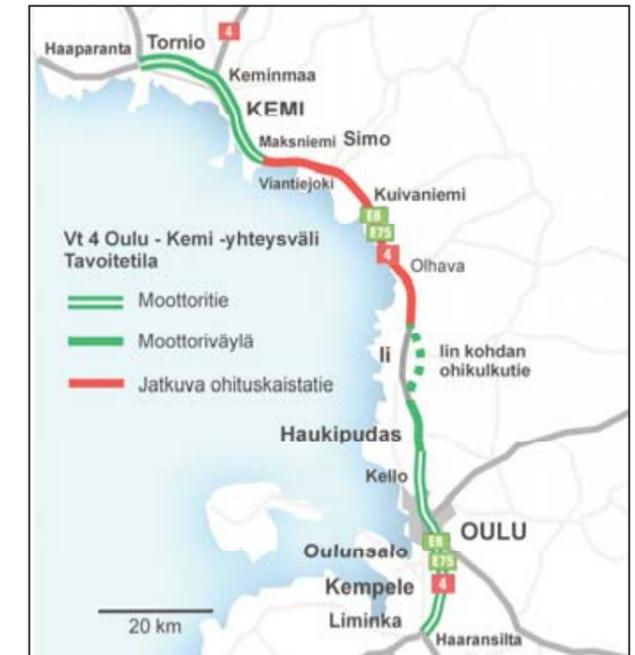 4
Haaparanta
Tornio
Keminmaa
KEMI
Maksniemi
Simo
Viantiejoki
Kuivaniemi
E8
E75
4
Vt 4 Oulu - Kemi -yhteysväli
Tavoitetila
Olhava
Moottoritie
Moottoriväylä
Ii
Iin kohdan
ohikulkutie
Jatkuva ohituskaistatie
Haukipudas
Kello
OULU
E8
Oulunsalo
E75
Kempele
4
Liminka
20 km
Haaransilta